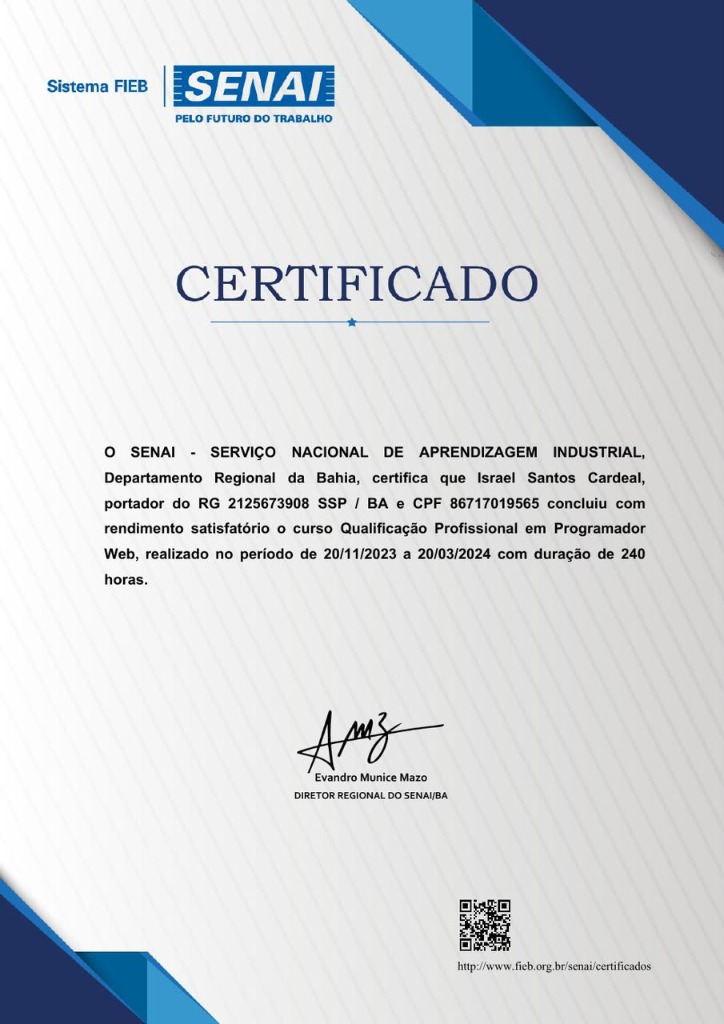 Sistema FIEB
SENAI
PELO FUTURO DO TRABALHO
CERTIFICADO
O SENAI - SERVIÇO NACIONAL DE APRENDIZAGEM INDUSTRIAL,
Departamento Regional da Bahia, certifica que Israel Santos Cardeal,
portador do RG 2125673908 SSP / BA e CPF 86717019565 concluiu com
rendimento satisfatório o curso Qualificação Profissional em Programador
Web, realizado no período de 20/11/2023 a 20/03/2024 com duração de 240
horas.
Evandro Munice Mazo
DIRETOR REGIONAL DO SENAI/BA
http://www.fieb.org.br/senai/certificados